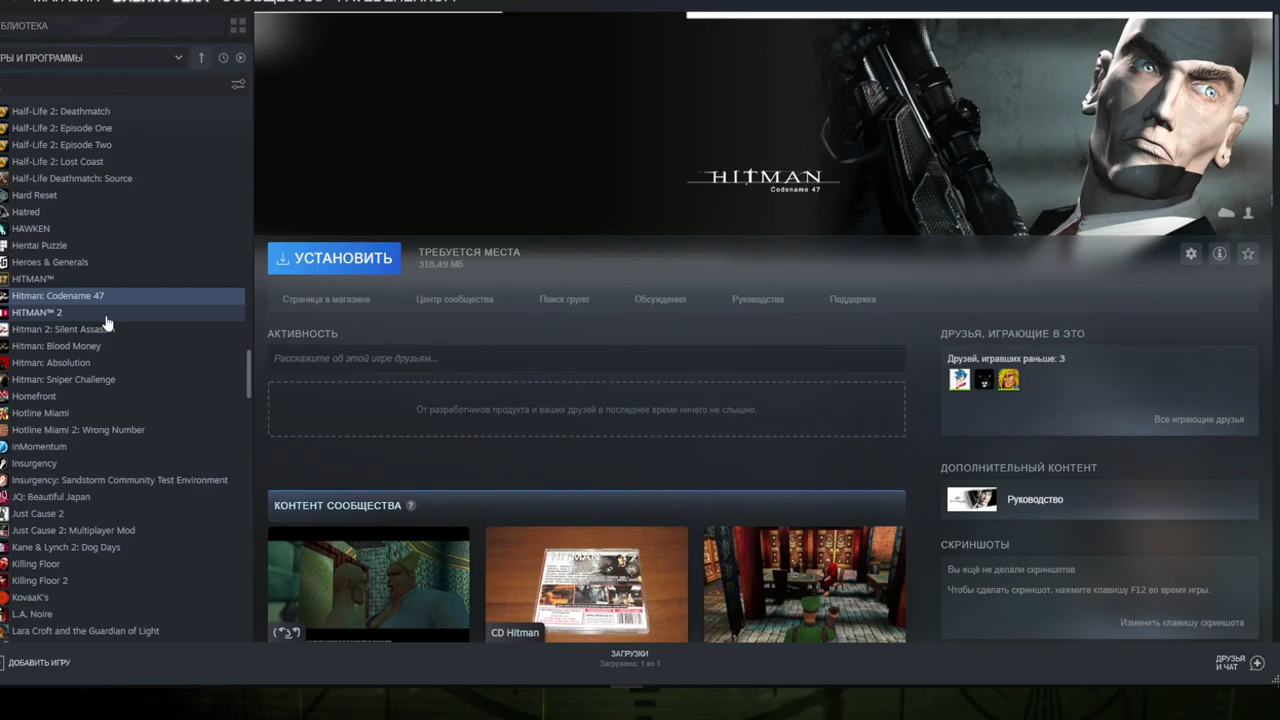 БЛИОТЕКА
РЫ И ПРОГРАММЫ
Half-Life 2: Deathmatch
Half-Life 2: Episode One
Half-Life 2: Episode Two
Half-Life 2: Lost Coast
Half-Life Deathmatch: Source
Hard Reset
Hatred
HAWKEN
Hentai Puzzle
Heroes & Generals
HITMAN™
Hitman: Codename 47
HITMAN™ 2
Hitman 2: Silent Assassin
Hitman: Blood Money
Hitman: Absolution
Hitman: Sniper Challenge
Homefront
Hotline Miami
Hotline Miami 2: Wrong Number
inMomentum
Insurgency
Insurgency: Sandstorm Community Test Environment
JQ: Beautiful Japan
Just Cause 2
Just Cause 2: Multiplayer Mod
Kane & Lynch 2: Dog Days
Killing Floor
Killing Floor 2
KovaaK's
L.A. Noire
Lara Croft and the Guardian of Light
ДОБАВИТЬ ИГРУ
HITMAN
Codename 47
УСТАНОВИТЬ
ТРЕБУЕТСЯ МЕСТА
318,49 Мб
Страница в магазине
Центр сообщества
Поиск групп
Обсуждения
Руководства
Поддержка
АКТИВНОСТЬ
Расскажите об этой игре друзьям...
От разработчиков продукта и ваших друзей в последнее время ничего не слышно.
КОНТЕНТ СООБЩЕСТВА ?
( ͡° ͜ʖ ͡°)
HITMAN
CD Hitman
ДРУЗЬЯ, ИГРАЮЩИЕ В ЭТО
Друзей, игравших раньше: 3
Все играющие друзья
ДОПОЛНИТЕЛЬНЫЙ КОНТЕНТ
Руководство
СКРИНШОТЫ
Вы ещё не делали скриншотов
Чтобы сделать скриншот, нажмите клавишу F12 во время игры.
Изменить клавишу скриншота
ЗАГРУЗКИ
Загружено: 1 из 1
ДРУЗЬЯ
И ЧАТ